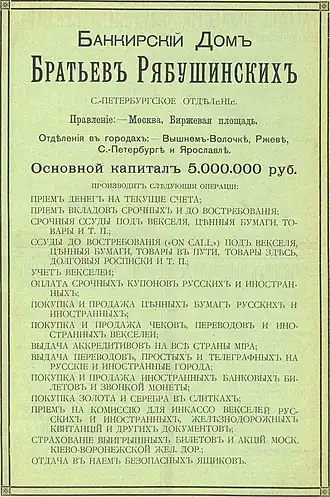 Банкирскій Домъ
Братьевъ Рябушинскихъ
С.-ПЕТЕРБУРГСКОЕ ОТДѢЛЕНІЕ.
Правленіе:—Москва. Биржевая площадь.
Отдѣленія въ городахъ:—Вышнемъ-Волочкѣ, Ржевѣ,
С.-Петербургѣ и Ярославлѣ.
Основной капиталъ 5.000.000 руб.
ПРОИЗВОДИТЪ СЛѢДУЮЩІЯ ОПЕРАЦІИ:
ПРІЕМЪ ДЕНЕГЪ НА ТЕКУЩІЕ СЧЕТА;
ПРІЕМЪ ВКЛАДОВЪ СРОЧНЫХЪ И ДО ВОСТРЕБОВАНІЯ;
СРОЧНЫЯ ССУДЫ ПОДЪ ВЕКСЕЛЯ, ЦѢННЫЯ БУМАГИ, ТО-
ВАРЫ И Т. П.;
ССУДЫ ДО ВОСТРЕБОВАНІЯ («ON CALL») ПОДЪ ВЕКСЕЛЯ,
ЦѢННЫЯ БУМАГИ, ТОВАРЫ ВЪ ПУТИ, ТОВАРЫ ЗДѢСЬ,
ДОЛГОВЫЯ РОСПИСКИ И Т. П.;
УЧЕТЪ ВЕКСЕЛЕЙ;
ОПЛАТА СРОЧНЫХЪ КУПОНОВЪ РУССКИХЪ И ИНОСТРАН-
НЫХЪ;
ПОКУПКА И ПРОДАЖА ЦѢННЫХЪ БУМАГЪ РУССКИХЪ И
ИНОСТРАННЫХЪ;
ПОКУПКА И ПРОДАЖА ЧЕКОВЪ, ПЕРЕВОДОВЪ И ИНО-
СТРАННЫХЪ ВЕКСЕЛЕЙ;
ВЫДАЧА АККРЕДИТИВОВЪ НА ВСѢ СТРАНЫ МІРА;
ВЫДАЧА ПЕРЕВОДОВЪ, ПРОСТЫХЪ И ТЕЛЕГРАФНЫХЪ НА
РУССКІЕ И ИНОСТРАННЫЕ ГОРОДА;
ПОКУПКА И ПРОДАЖА ИНОСТРАННЫХЪ БАНКОВЫХЪ БИ-
ЛЕТОВЪ И ЗВОНКОЙ МОНЕТЫ;
ПОКУПКА ЗОЛОТА И СЕРЕБРА ВЪ СЛИТКАХЪ;
ПРІЕМЪ НА КОМИССІЮ ДЛЯ ИНКАССО ВЕКСЕЛЕЙ РУС-
СКИХЪ И ИНОСТРАННЫХЪ, ЖЕЛѢЗНОДОРОЖНЫХЪ
КВИТАНЦІЙ И ДРУГИХЪ ДОКУМЕНТОВЪ;
СТРАХОВАНІЕ ВЫИГРЫШНЫХЪ БИЛЕТОВЪ И АКЦІЙ МОСК.
КІЕВО-ВОРОНЕЖСКОЙ ЖЕЛ. ДОР.;
ОТДАЧА ВЪ НАЕМЪ БЕЗОПАСНЫХЪ ЯЩИКОВЪ.